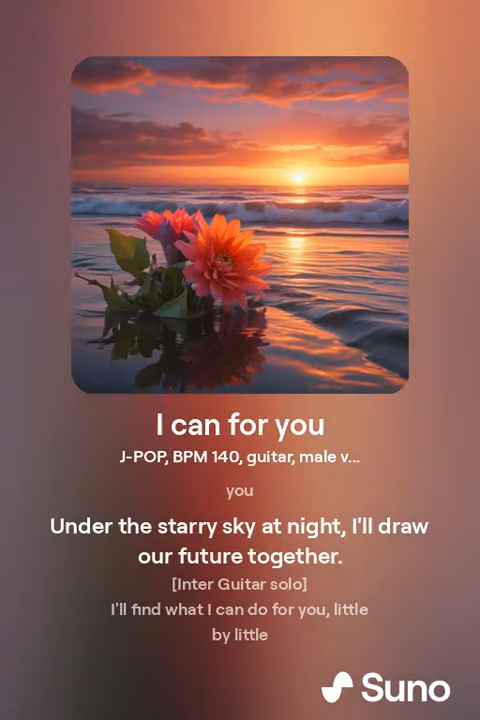 I can for you
J-POP, BPM 140, guitar, male v...
you
Under the starry sky at night, I'll draw
our future together.
[Inter Guitar solo]
I'll find what I can do for you, little
by little
Suno